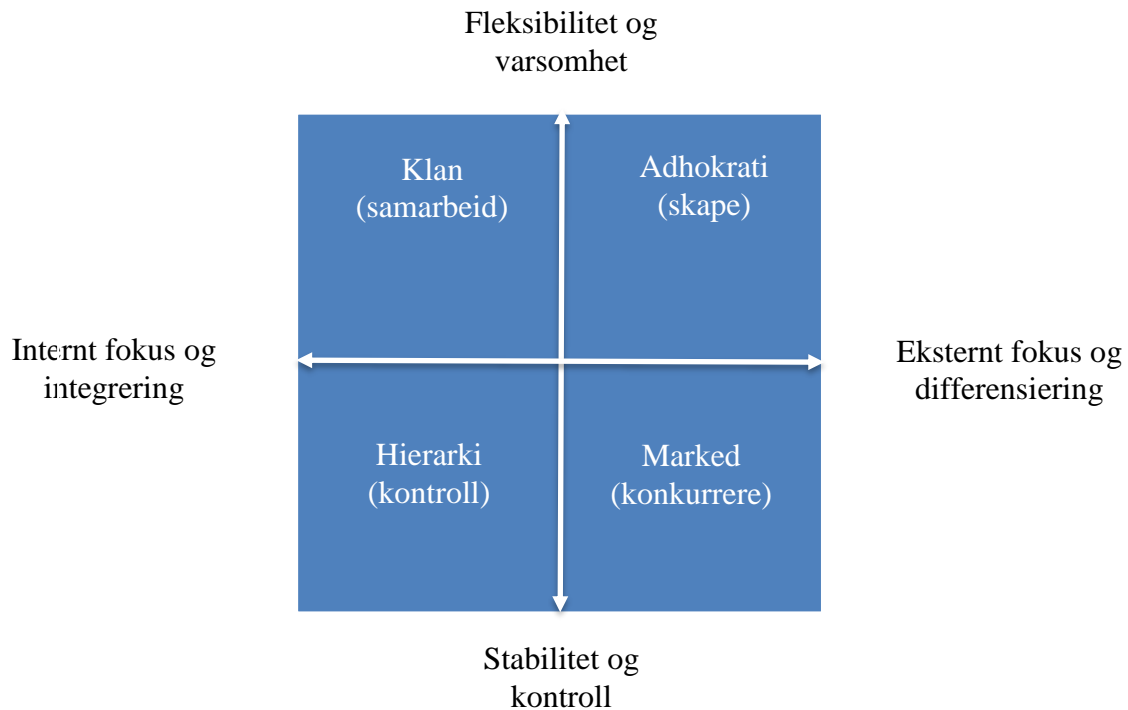 Fleksibilitet og
varsomhet
Klan
(samarbeid)
Adhokrati
(skape)
Internt fokus og
integrering
Eksternt fokus og
differensiering
Hierarki
(kontroll)
Marked
(konkurrere)
Stabilitet og
kontroll